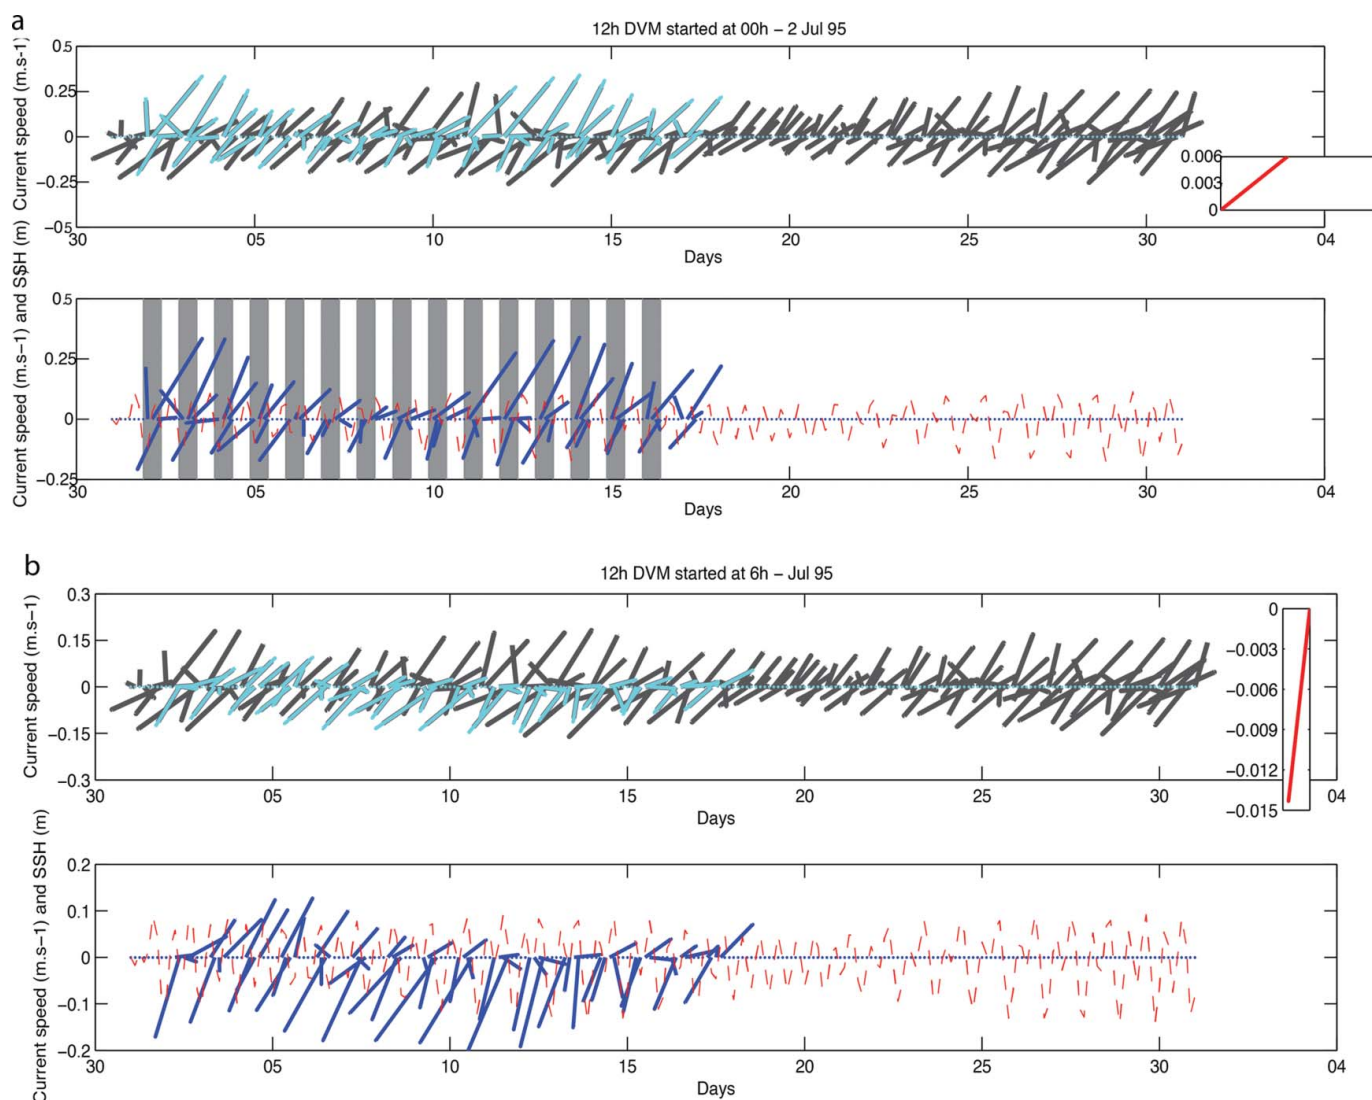 a
12h DVM started at 00h – 2 Jul 95
Current speed (m.s-1)
0.5
0.25
0
−0.25
−0.5
30 05 10 15 20 25 30 04
Days
0.006
0.003
0
Current speed (m.s−1) and SSH (m)
0.5
0.25
0
−0.25
30 05 10 15 20 25 30 04
Days
b
12h DVM started at 6h – Jul 95
Current speed (m.s−1)
0.3
0.15
0
−0.15
−0.3
30 05 10 15 20 25 30 04
Days
0
−0.003
−0.006
−0.009
−0.012
−0.015
Current speed (m.s−1) and SSH (m)
0.2
0.1
0
−0.1
−0.2
30 05 10 15 20 25 30 04
Days